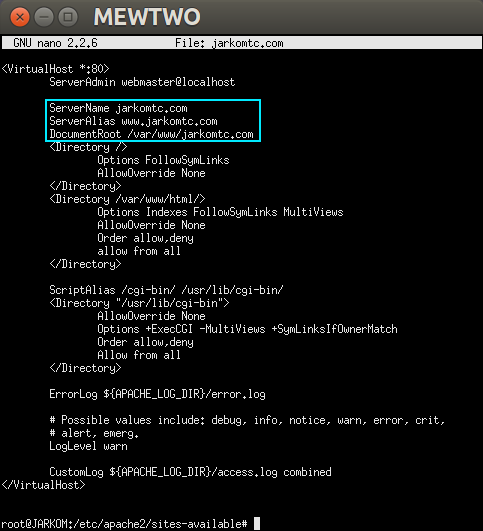 MEWTWO
GNU nano 2.2.6 File: jarkomtc.com
<VirtualHost *:80>
ServerAdmin webmaster@localhost
ServerName jarkomtc.com
ServerAlias www.jarkomtc.com
DocumentRoot /var/www/jarkomtc.com
<Directory />
Options FollowSymLinks
AllowOverride None
</Directory>
<Directory /var/www/html/>
Options Indexes FollowSymLinks MultiViews
AllowOverride None
Order allow,deny
allow from all
</Directory>
ScriptAlias /cgi-bin/ /usr/lib/cgi-bin/
<Directory "/usr/lib/cgi-bin">
AllowOverride None
Options +ExecCGI -MultiViews +SymLinksIfOwnerMatch
Order allow,deny
Allow from all
</Directory>
ErrorLog ${APACHE_LOG_DIR}/error.log
# Possible values include: debug, info, notice, warn, error, crit,
# alert, emerg.
LogLevel warn
CustomLog ${APACHE_LOG_DIR}/access.log combined
</VirtualHost>
root@JARKOM:/etc/apache2/sites-available#